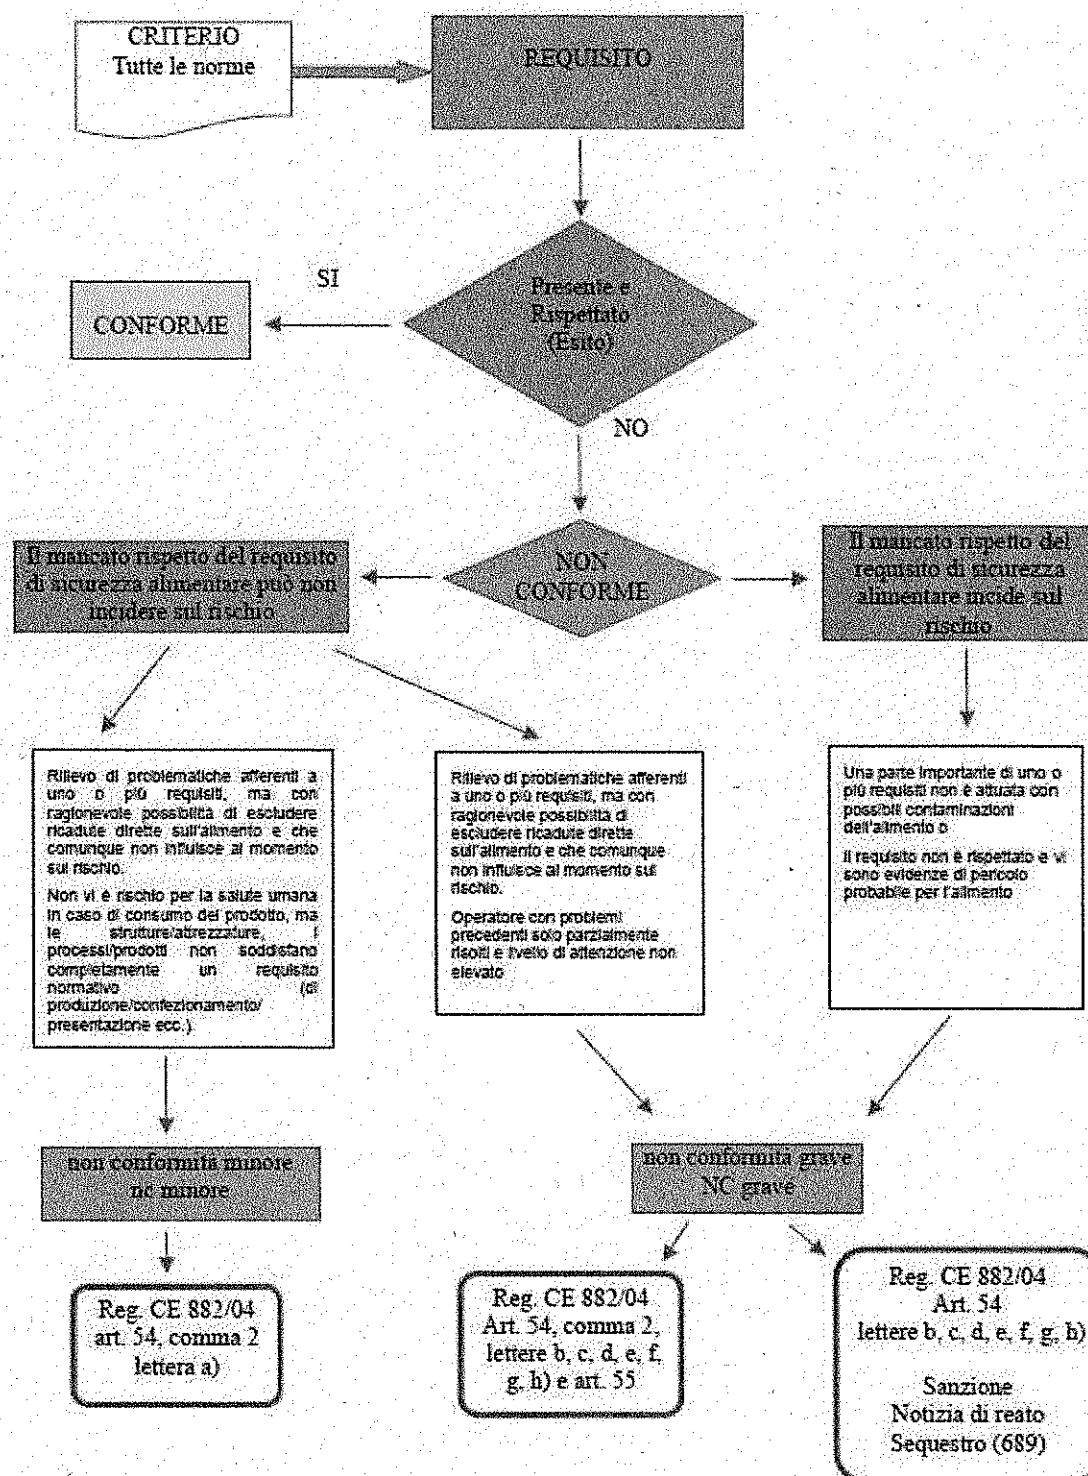 CRITERIO
Tutte le norme
REQUISITO
Presente e
Rispettato
(Esito)
SI
CONFORME
NO
Il mancato rispetto del requisito
di sicurezza alimentare può non
incidere sul rischio
NON
CONFORME
Il mancato rispetto del
requisito di sicurezza
alimentare incide sul
rischio
Rilievo di problematiche afferenti a
uno o più requisiti, ma con
ragionevole possibilità di escludere
ricadute dirette sull'alimento e che
comunque non influisce al momento
sul rischio.
Non vi è rischio per la salute umana
in caso di consumo del prodotto, ma
le strutture/attrezzature, i
processi/prodotti non soddisfano
completamente un requisito
normativo (di
produzione/confezionamento/
presentazione ecc.)
Rilievo di problematiche afferenti
a uno o più requisiti, ma con
ragionevole possibilità di
escludere ricadute dirette
sull'alimento e che comunque
non influisce al momento sul
rischio.
Operatore con problemi
precedenti solo parzialmente
risolti e livello di attenzione non
elevato
Una parte importante di uno o
più requisiti non è attuata con
possibili contaminazioni
dell'alimento o
Il requisito non è rispettato e vi
sono evidenze di pericolo
probabile per l'alimento
non conformità minore
nc minore
non conformità grave
NC grave
Reg. CE 882/04
art. 54, comma 2
lettera a)
Reg. CE 882/04
Art. 54, comma 2,
lettere b, c, d, e, f,
g, h) e art. 55
Reg. CE 882/04
Art. 54
lettere b, c, d, e, f, g, h)
Sanzione
Notizia di reato
Sequestro (689)